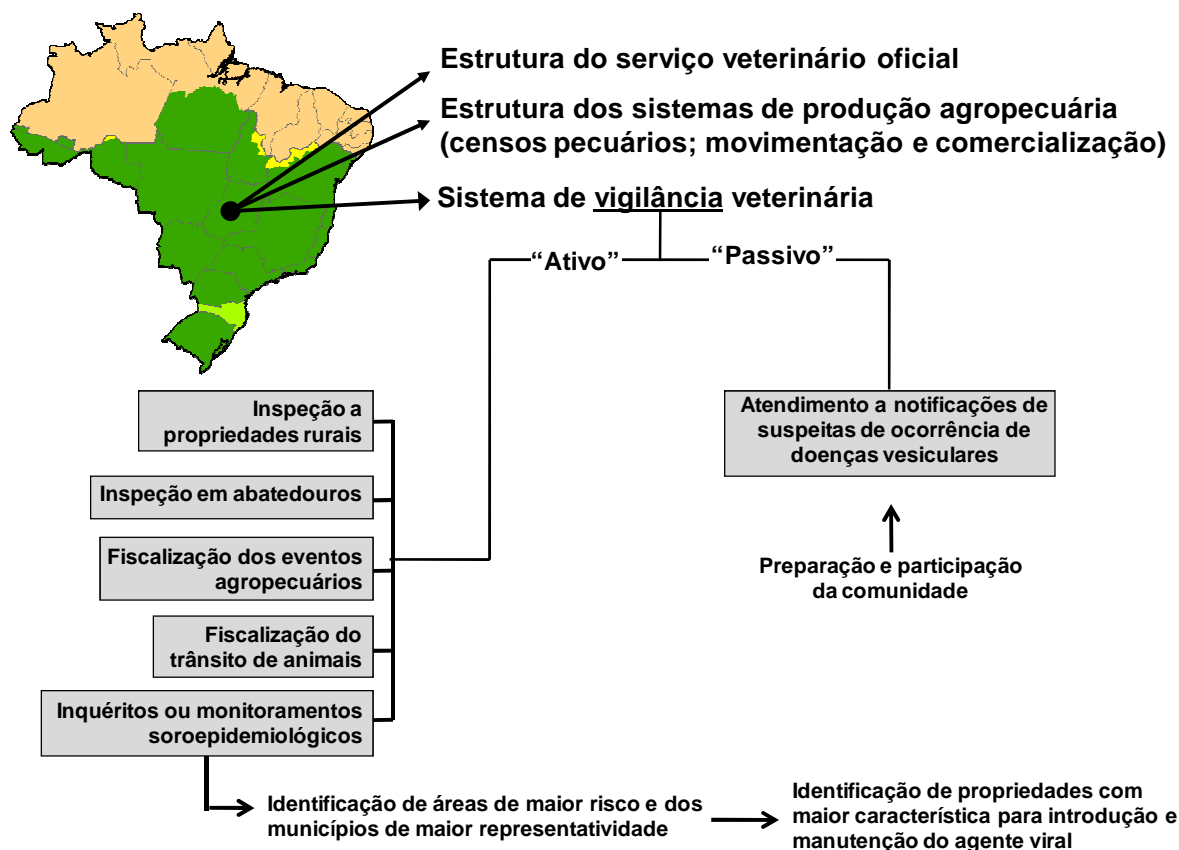 Estrutura do serviço veterinário oficial
Estrutura dos sistemas de produção agropecuária
(censos pecuários; movimentação e comercialização)
Sistema de vigilância veterinária
“Ativo”
“Passivo”
Inspeção a
propriedades rurais
Inspeção em abatedouros
Fiscalização dos eventos
agropecuários
Fiscalização do
trânsito de animais
Inquéritos ou monitoramentos
soroepidemiológicos
Atendimento a notificações de
suspeitas de ocorrência de
doenças vesiculares
Preparação e participação
da comunidade
Identificação de áreas de maior risco e dos
municípios de maior representatividade
Identificação de propriedades com
maior característica para introdução e
manutenção do agente viral